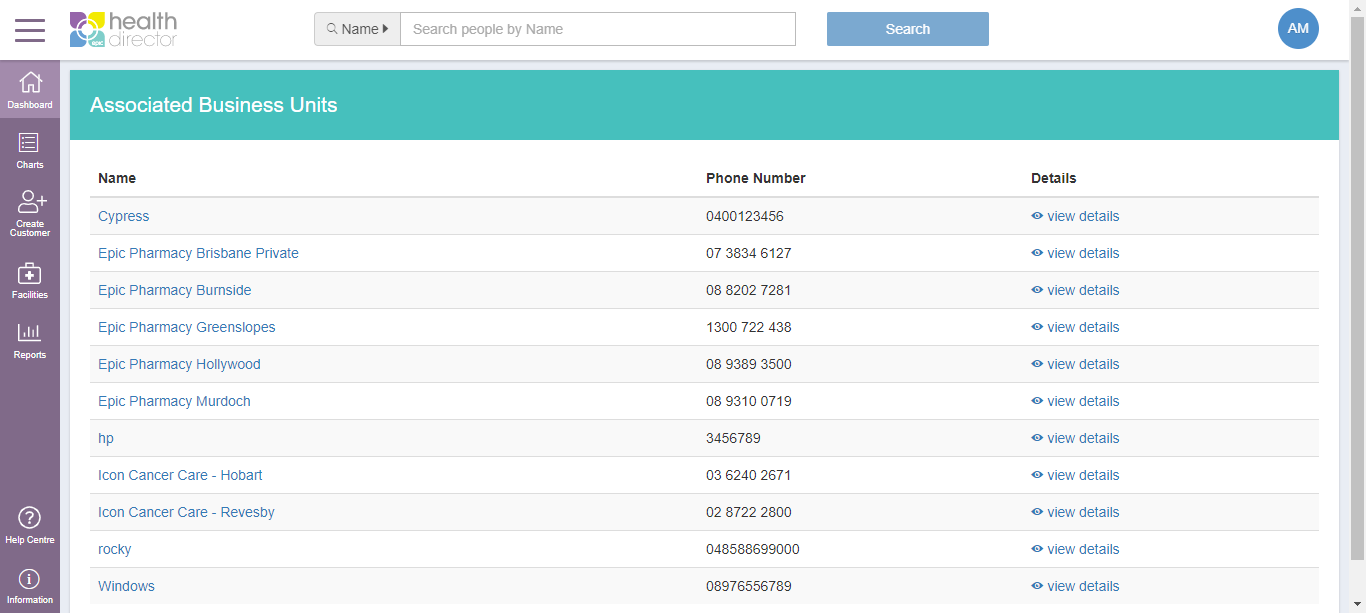 health
director
epic
Name
Search people by Name
Search
AM
Dashboard
Charts
Create
Customer
Facilities
Reports
Help Centre
Information
Associated Business Units
Name Phone Number Details
Cypress 0400123456 view details
Epic Pharmacy Brisbane Private 07 3834 6127 view details
Epic Pharmacy Burnside 08 8202 7281 view details
Epic Pharmacy Greenslopes 1300 722 438 view details
Epic Pharmacy Hollywood 08 9389 3500 view details
Epic Pharmacy Murdoch 08 9310 0719 view details
hp 3456789 view details
Icon Cancer Care - Hobart 03 6240 2671 view details
Icon Cancer Care - Revesby 02 8722 2800 view details
rocky 048588699000 view details
Windows 08976556789 view details